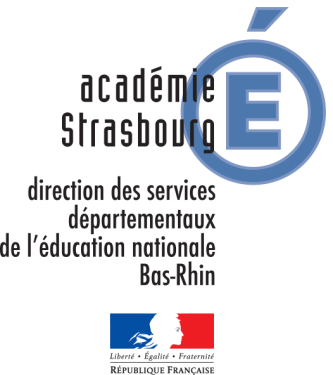 académie
Strasbourg
É
direction des services
départementaux
de l'éducation nationale
Bas-Rhin
Liberté • Égalité • Fraternité
RÉPUBLIQUE FRANÇAISE